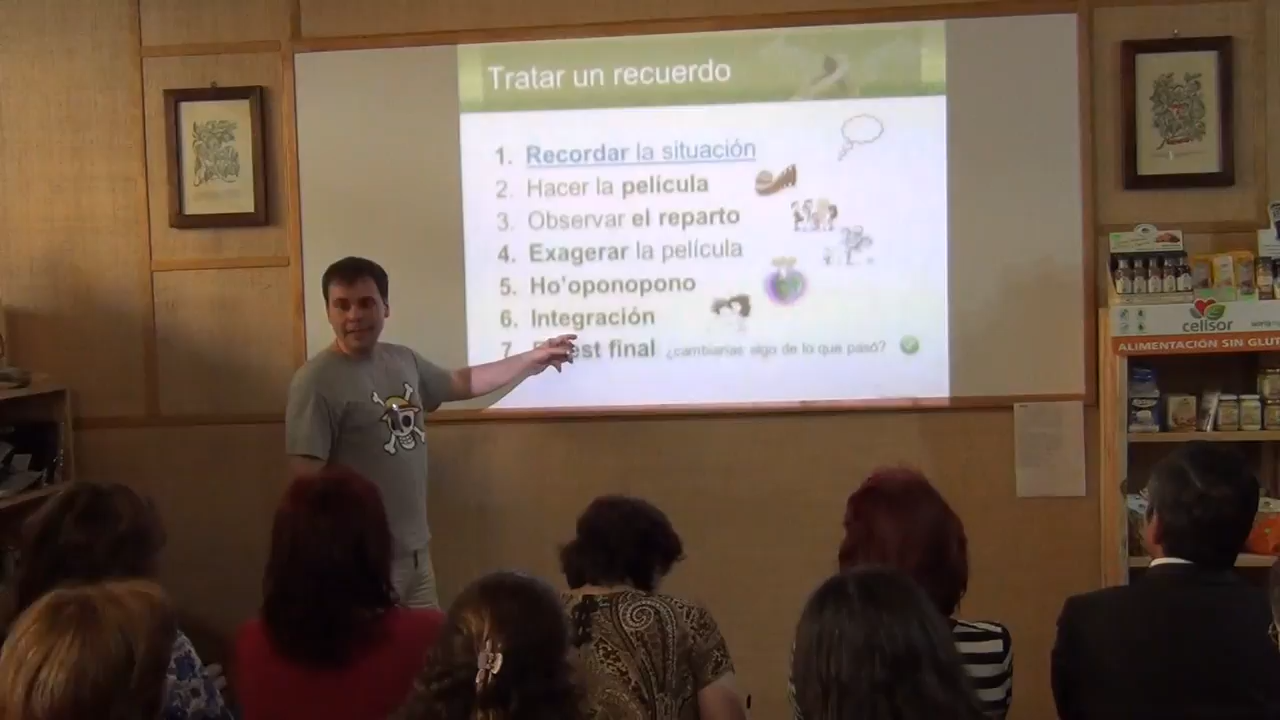 Tratar un recuerdo
1. Recordar la situación
2. Hacer la película
3. Observar el reparto
4. Exagerar la película
5. Ho'oponopono
6. Integración
7. est final ¿cambiarías algo de lo que pasó?
celisor
ALIMENTACIÓN SIN GLUT